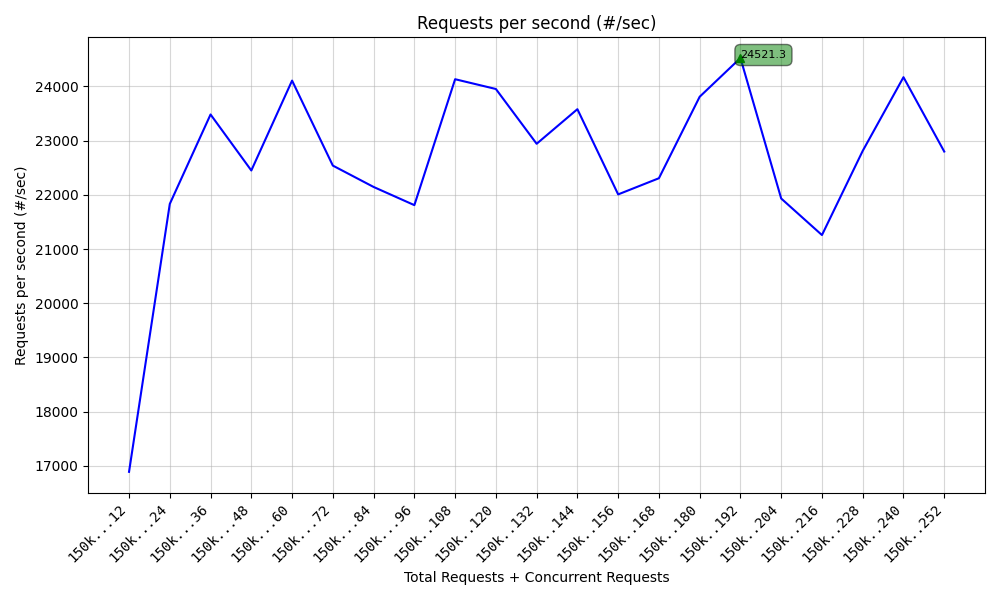 Requests per second (#/sec)
24521.3
Requests per second (#/sec)
24000
23000
22000
21000
20000
19000
18000
17000
150k...12
150k...24
150k...36
150k...48
150k...60
150k...72
150k...84
150k...96
150k..108
150k..120
150k..132
150k..144
150k..156
150k..168
150k..180
150k..192
150k..204
150k..216
150k..228
150k..240
150k..252
Total Requests + Concurrent Requests